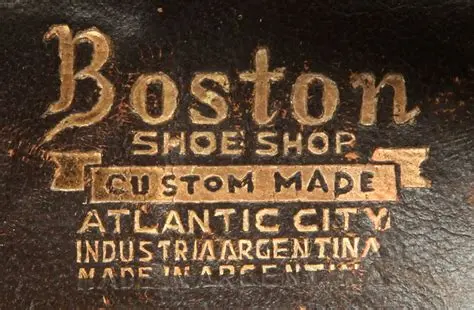 Boston
SHOE SHOP
CUSTOM MADE
ATLANTIC CITY
INDUSTRIA ARGENTINA
MADE IN ARGENTINA